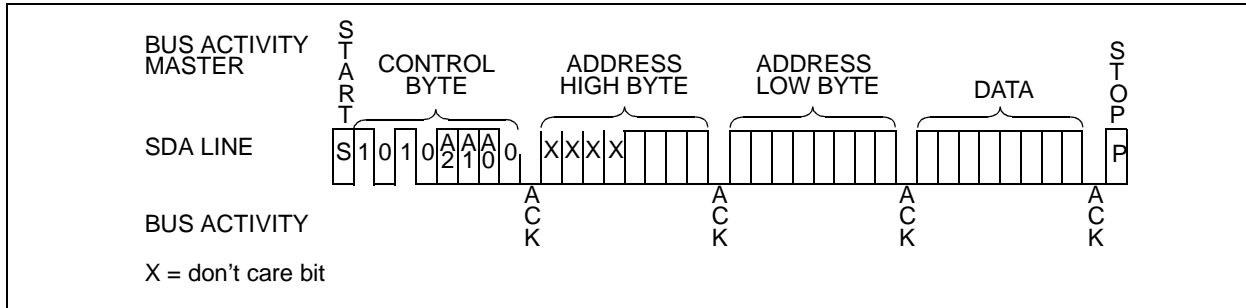 BUS ACTIVITY
MASTER
START
CONTROL
BYTE
ADDRESS
HIGH BYTE
ADDRESS
LOW BYTE
DATA
STOP
SDA LINE
S 1 0 1 0 A2 A1 A0 0 X X X X P
BUS ACTIVITY
ACK ACK ACK ACK
X = don't care bit